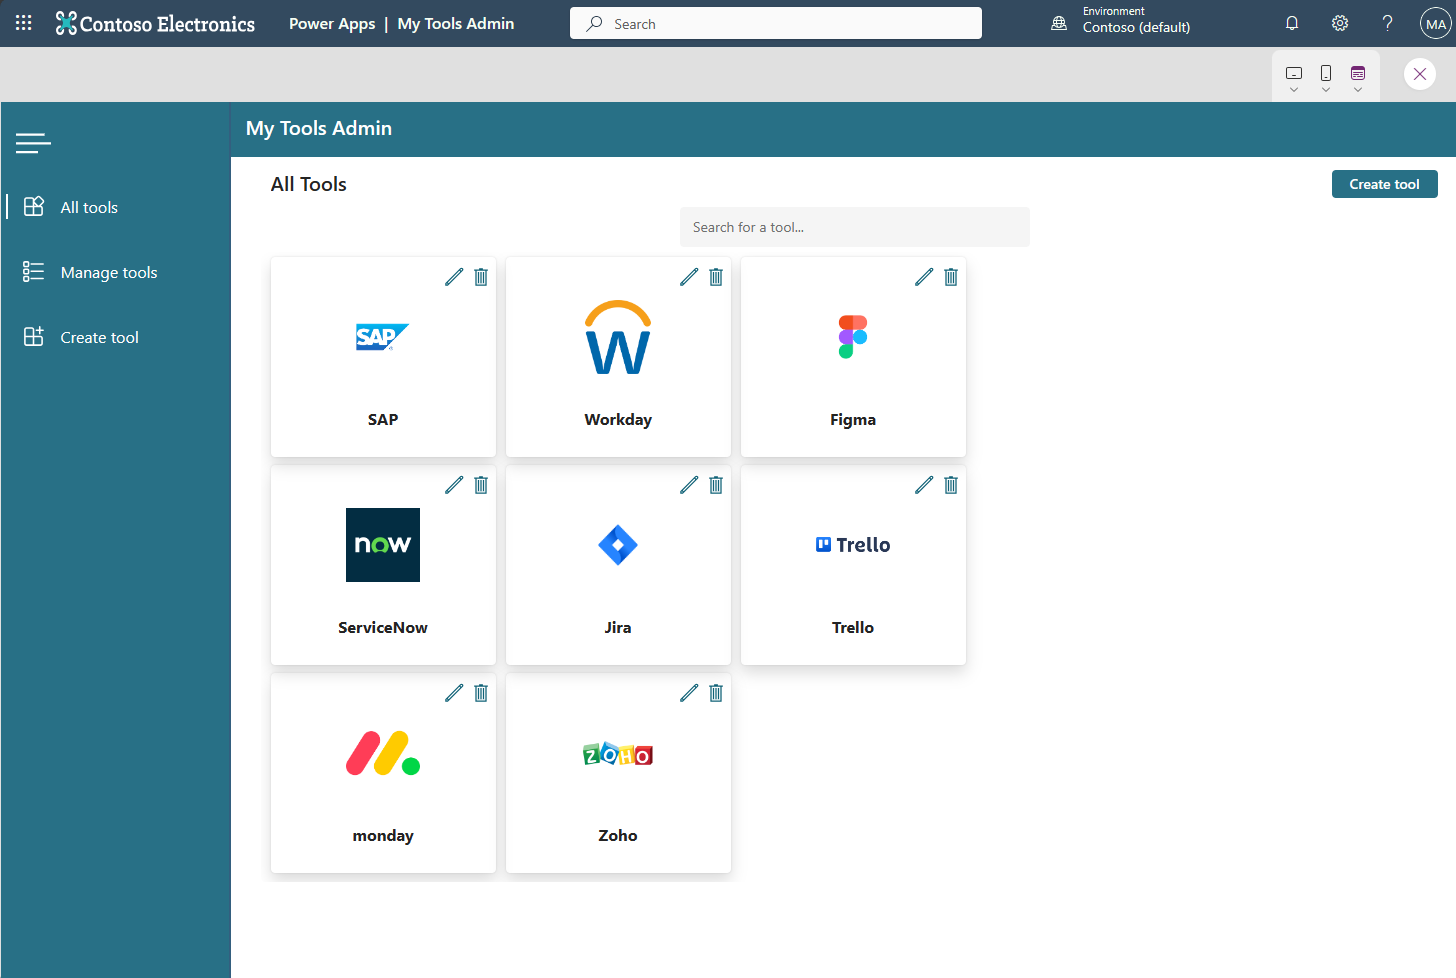 Contoso Electronics
Power Apps | My Tools Admin
Search
Environment
Contoso (default)
?
MA
My Tools Admin
All Tools
Create tool
All tools
Manage tools
Create tool
Search for a tool...
SAP
SAP
W
Workday
Figma
now
ServiceNow
Jira
Trello
Trello
monday
ZOHO
Zoho